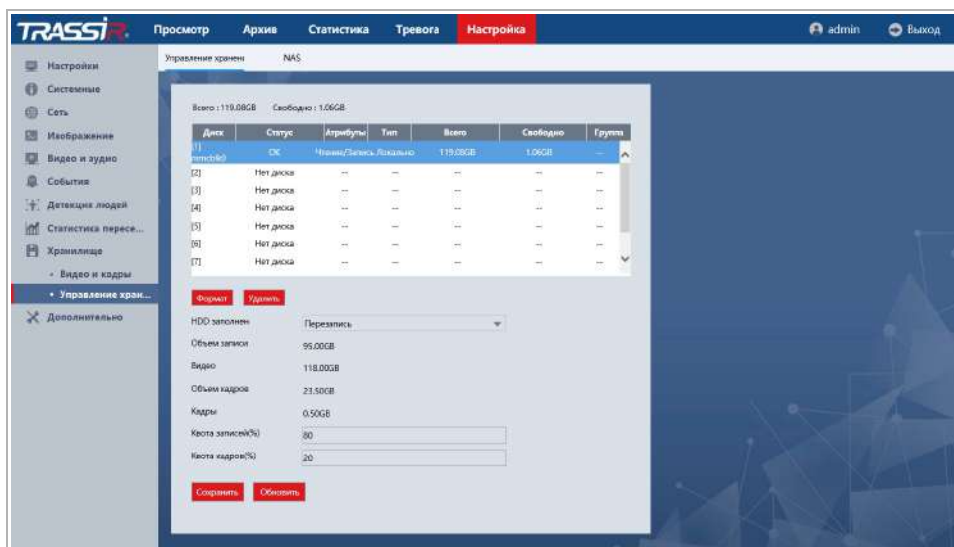 TRASSIR Просмотр Архив Статистика Тревога Настройка admin Выход
Управление хранен NAS
Настройки
Системные
Сеть
Изображение
Видео и аудио
События
Детекция людей
Статистика пересе...
Хранилище
• Видео и кадры
• Управление хран...
Дополнительно
Всего : 119.08GB Свободно : 1.06GB
Диск Статус Атрибуты Тип Всего Свободно Группа
[1] OK Чтение/Запись Локально 119.08GB 1.06GB --
[2] Нет диска -- -- -- -- --
[3] Нет диска -- -- -- -- --
[4] Нет диска -- -- -- -- --
[5] Нет диска -- -- -- -- --
[6] Нет диска -- -- -- -- --
[7] Нет диска -- -- -- -- --
Формат Удалить
HDD заполнен Перезапись
Объем записи 95.00GB
Видео 118.00GB
Объем кадров 23.50GB
Кадры 0.50GB
Квота записей(%) 80
Квота кадров(%) 20
Сохранить Обновить